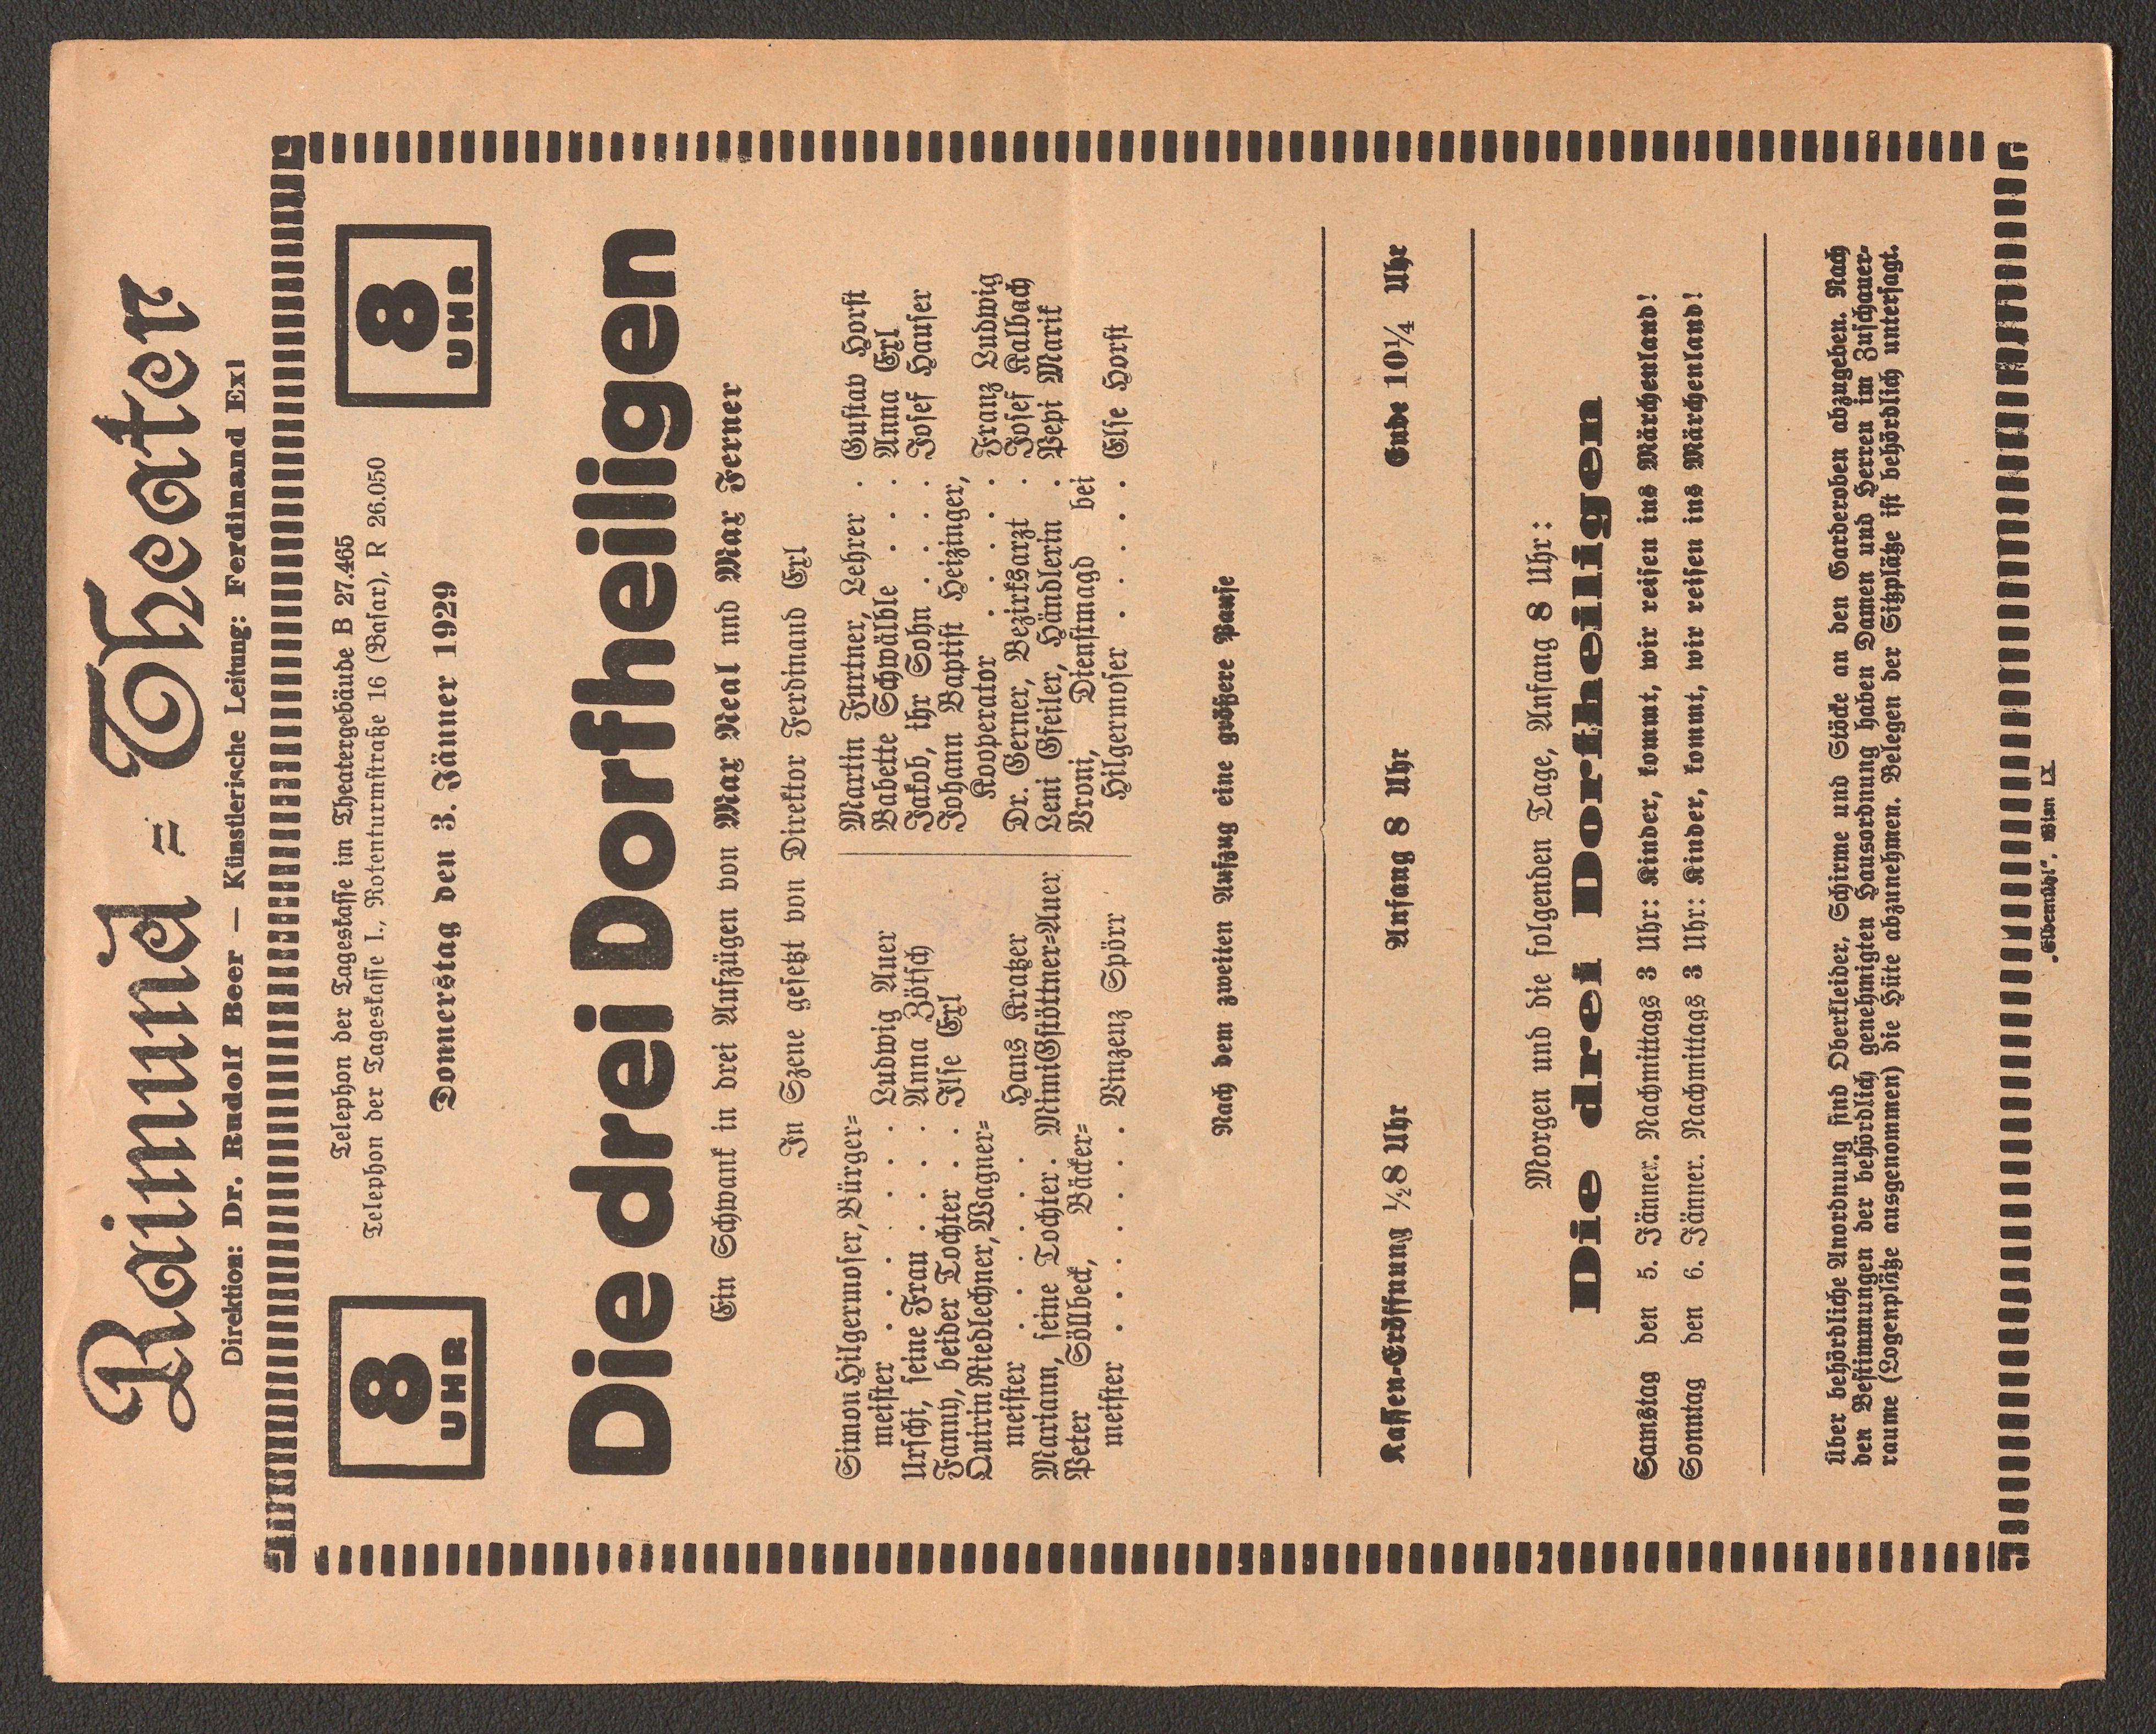 Raimund=Theater
Direktion: Dr. Rudolf Beer — Künstlerische Leitung: Ferdinand Exl
8
UHR
Telephon der Tageskasse im Theatergebäude B 27.465
Telephon der Tageskasse I., Rotenturmstraße 16 (Basar), R 26.050
Donnerstag den 3. Jänner 1929
8
UHR
Die drei Dorfheiligen
Ein Schwank in drei Aufzügen von Max Neal und Max Ferner
In Szene gesetzt von Direktor Ferdinand Exl
Simon Hilgermoser, Bürger=
meister . . . . . . . Ludwig Auer
Urschi, seine Frau . . . . Anna Zötsch
Fanny, beider Tochter . . Ilse Exl
Quirin Riedlechner, Wagner=
meister . . . . . . . Hans Kratzer
Mariann, seine Tochter . Mimi Gstöttner=Auer
Peter Söllbeck, Bäcker=
meister . . . . . . . Vinzenz Spörr
Martin Furtner, Lehrer . Gustav Horst
Babette Schwälble . . . Anna Exl
Jakob, ihr Sohn . . . . Josef Hauser
Johann Baptist Heizinger,
Kooperator . . . . . Franz Ludwig
Dr. Gerner, Bezirksarzt . Josef Kalbach
Leni Gfeiler, Händlerin . Pepi Marik
Vroni, Dienstmagd bei
Hilgermoser . . . . . Else Horst
Nach dem zweiten Aufzug eine größere Pause
Kassen-Eröffnung ½8 Uhr Anfang 8 Uhr Ende 10¼ Uhr
Morgen und die folgenden Tage, Anfang 8 Uhr:
Die drei Dorfheiligen
Samstag den 5. Jänner. Nachmittags 3 Uhr: Kinder, kommt, wir reisen ins Märchenland!
Sonntag den 6. Jänner. Nachmittags 3 Uhr: Kinder, kommt, wir reisen ins Märchenland!
Über behördliche Anordnung sind Oberkleider, Schirme und Stöcke an den Garderoben abzugeben. Nach
den Bestimmungen der behördlich genehmigten Hausordnung haben Damen und Herren im Zuschauer-
raume (Logenplätze ausgenommen) die Hüte abzunehmen. Belegen der Sitzplätze ist behördlich untersagt.
„Elbemühl“, Wien IX.